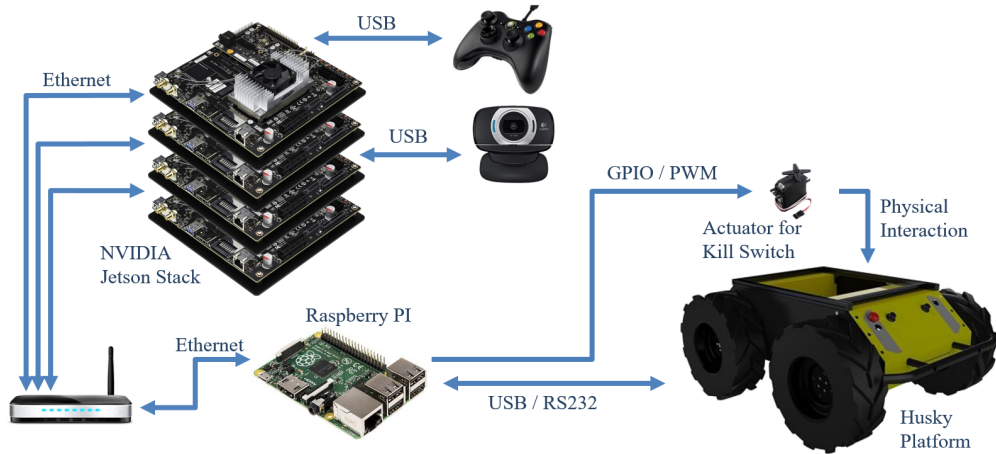 USB
Ethernet
USB
GPIO / PWM
Actuator for
Kill Switch
Physical
Interaction
NVIDIA
Jetson Stack
Raspberry PI
Ethernet
USB / RS232
Husky
Platform